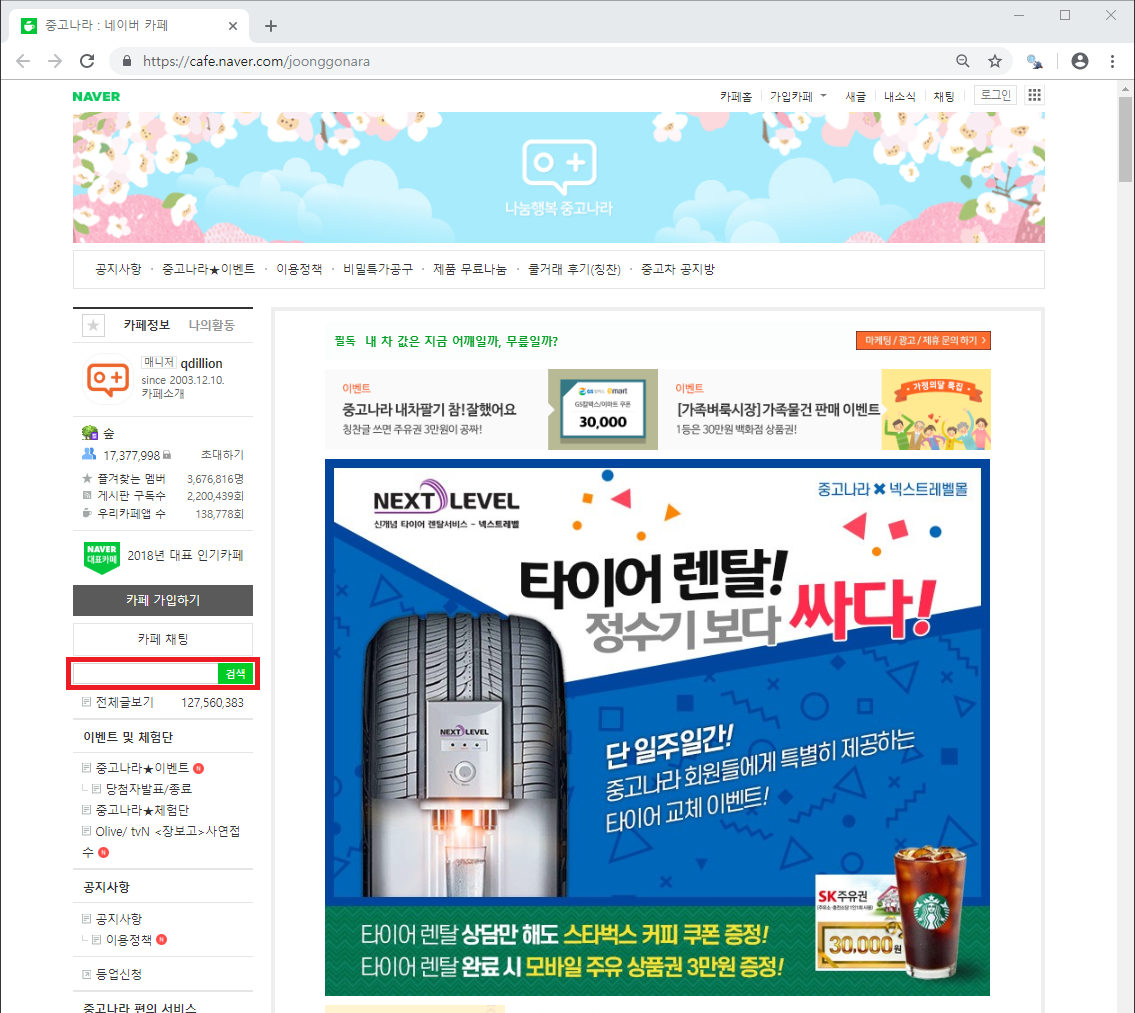 중고나라 : 네이버 카페
https://cafe.naver.com/joonggonara
NAVER
카페홈 가입카페 새글 내소식 채팅 로그인
나눔행복 중고나라
공지사항 · 중고나라★이벤트 · 이용정책 · 비밀특가공구 · 제품 무료나눔 · 쿨거래 후기(칭찬) · 중고차 공지방
카페정보 나의활동
매니저 qdillion
since 2003.12.10.
카페소개
숲
17,377,998 초대하기
즐겨찾는 멤버 3,676,816명
게시판 구독수 2,200,439회
우리카페앱 수 138,778회
NAVER
대표카페
2018년 대표 인기카페
카페 가입하기
카페 채팅
검색
전체글보기 127,560,383
이벤트 및 체험단
중고나라★이벤트 N
당첨자발표/종료
중고나라★체험단
Olive/ tvN <장보고>사연접
수 N
공지사항
공지사항
이용정책 N
등업신청
중고나라 편의 서비스
필독 내 차 값은 지금 어깨일까, 무릎일까?
마케팅 / 광고 / 제휴 문의 하기 >
이벤트
중고나라 내차팔기 참! 잘했어요
칭찬글 쓰면 주유권 3만원이 공짜!
GS칼텍스 emart
GS칼텍스/이마트 쿠폰
30,000
이벤트
[가족벼룩시장] 가족물건 판매 이벤트
1등은 30만원 백화점 상품권!
가정의달 특집
NEXT LEVEL
신개념 타이어 렌탈서비스 - 넥스트레벨
중고나라 ✖ 넥스트레벨몰
타이어 렌탈!
정수기 보다 싸다!
NEXT LEVEL
단 일주일간!
중고나라 회원들에게 특별히 제공하는
타이어 교체 이벤트!
SK주유권
30,000원
타이어 렌탈 상담만 해도 스타벅스 커피 쿠폰 증정!
타이어 렌탈 완료 시 모바일 주유 상품권 3만원 증정!